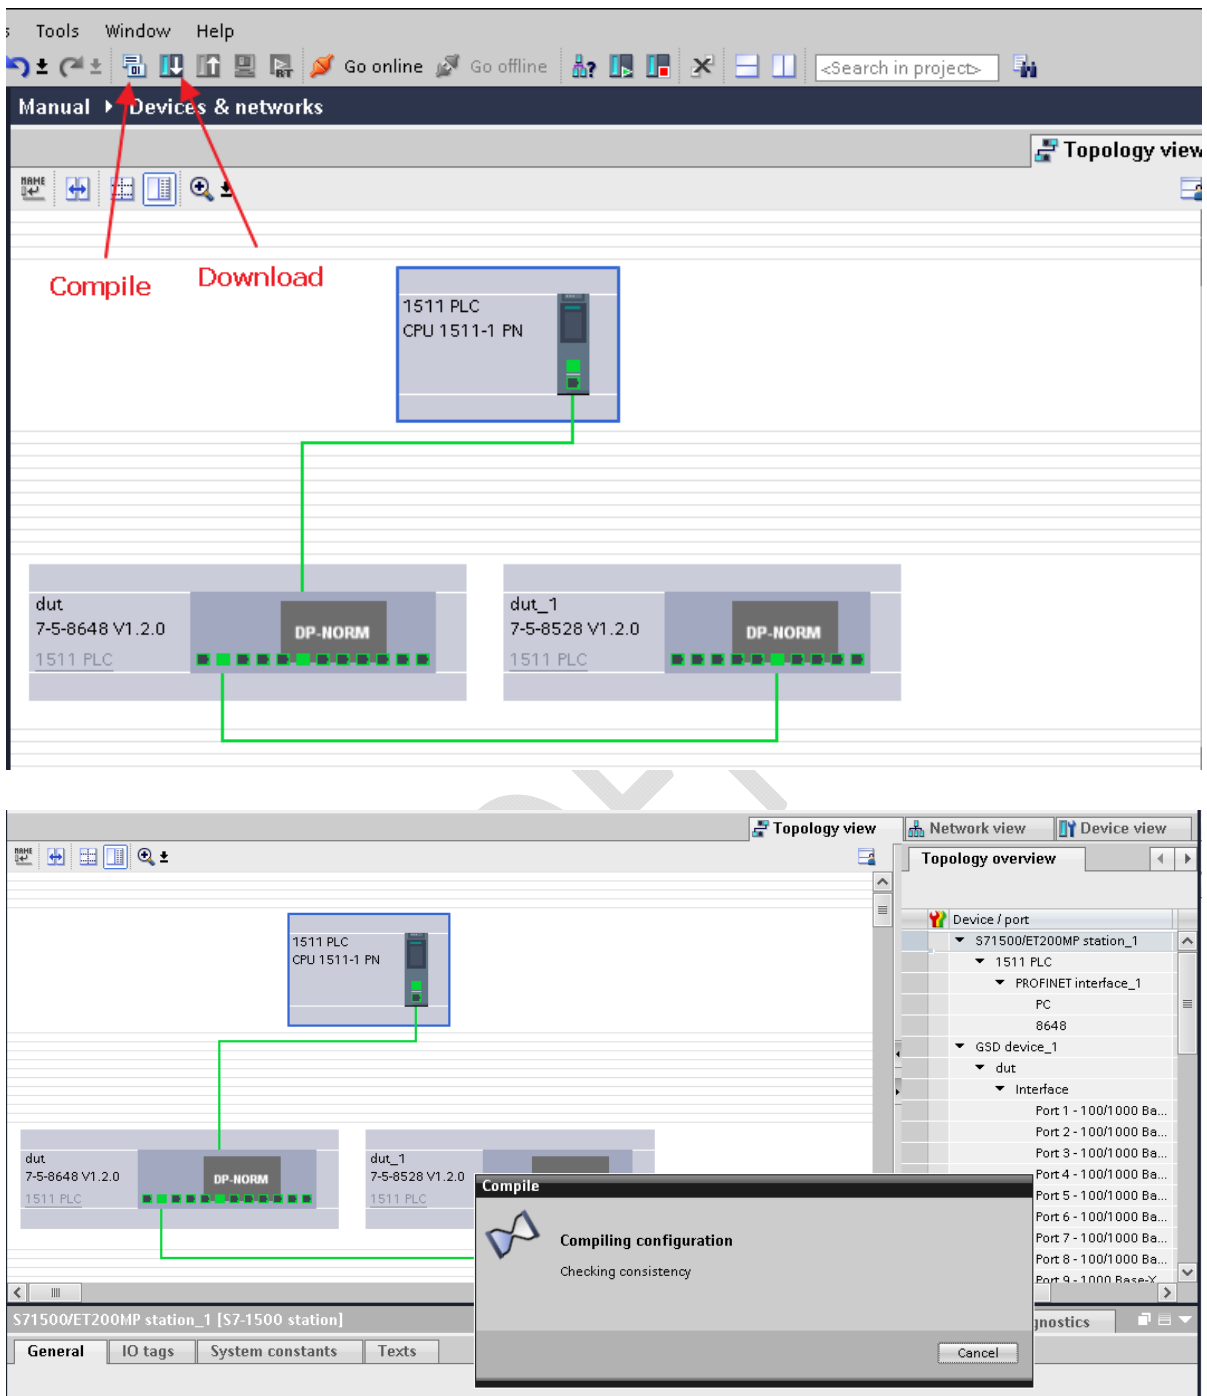 Tools Window Help
Go online Go offline <Search in project>
Manual Devices & networks
Topology view
NAME
Compile
Download
1511 PLC
CPU 1511-1 PN
dut
7-5-8648 V1.2.0
1511 PLC
DP-NORM
dut_1
7-5-8528 V1.2.0
1511 PLC
DP-NORM
Topology view Network view Device view
NAME
Topology overview
Device / port
S71500/ET200MP station_1
1511 PLC
PROFINET interface_1
PC
8648
GSD device_1
dut
Interface
Port 1 - 100/1000 Ba...
Port 2 - 100/1000 Ba...
Port 3 - 100/1000 Ba...
Port 4 - 100/1000 Ba...
Port 5 - 100/1000 Ba...
Port 6 - 100/1000 Ba...
Port 7 - 100/1000 Ba...
Port 8 - 100/1000 Ba...
Port 9 - 1000 Base-X
1511 PLC
CPU 1511-1 PN
dut
7-5-8648 V1.2.0
1511 PLC
DP-NORM
dut_1
7-5-8528 V1.2.0
1511 PLC
Compile
Compiling configuration
Checking consistency
Cancel
S71500/ET200MP station_1 [S7-1500 station]
gnostics
General IO tags System constants Texts